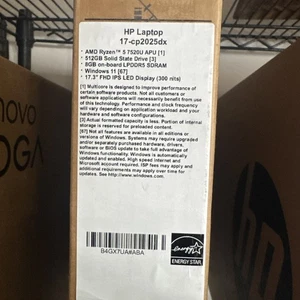 HP Laptop
17-cp2025dx
• AMD Ryzen™ 5 7520U APU [1]
• 512GB Solid State Drive [3]
• 8GB on-board LPDDR5 SDRAM
• Windows 11 [67]
• 17.3" FHD IPS LED Display (300 nits)
[1] Multicore is designed to improve performance of
certain software products. Not all customers or
software applications will necessarily benefit from
use of this technology. Performance and clock frequency
will vary depending on application workload and your
hardware and software configurations.
[3] Actual formatted capacity is less. Portion of internal
storage is reserved for
[67] Not all features are available in all editions or
versions of Windows. Systems may require upgraded
and/or separately purchased hardware, drivers,
software or BIOS update to take full advantage of
Windows functionality. Windows is automatically
updated and enabled. High speed internet and
Microsoft account required. ISP fees may apply and
additional requirements may apply over time for
updates. See http://www.windows.com.
B4GX7UA#ABA
ENERGY STAR
novo
OGA
hp